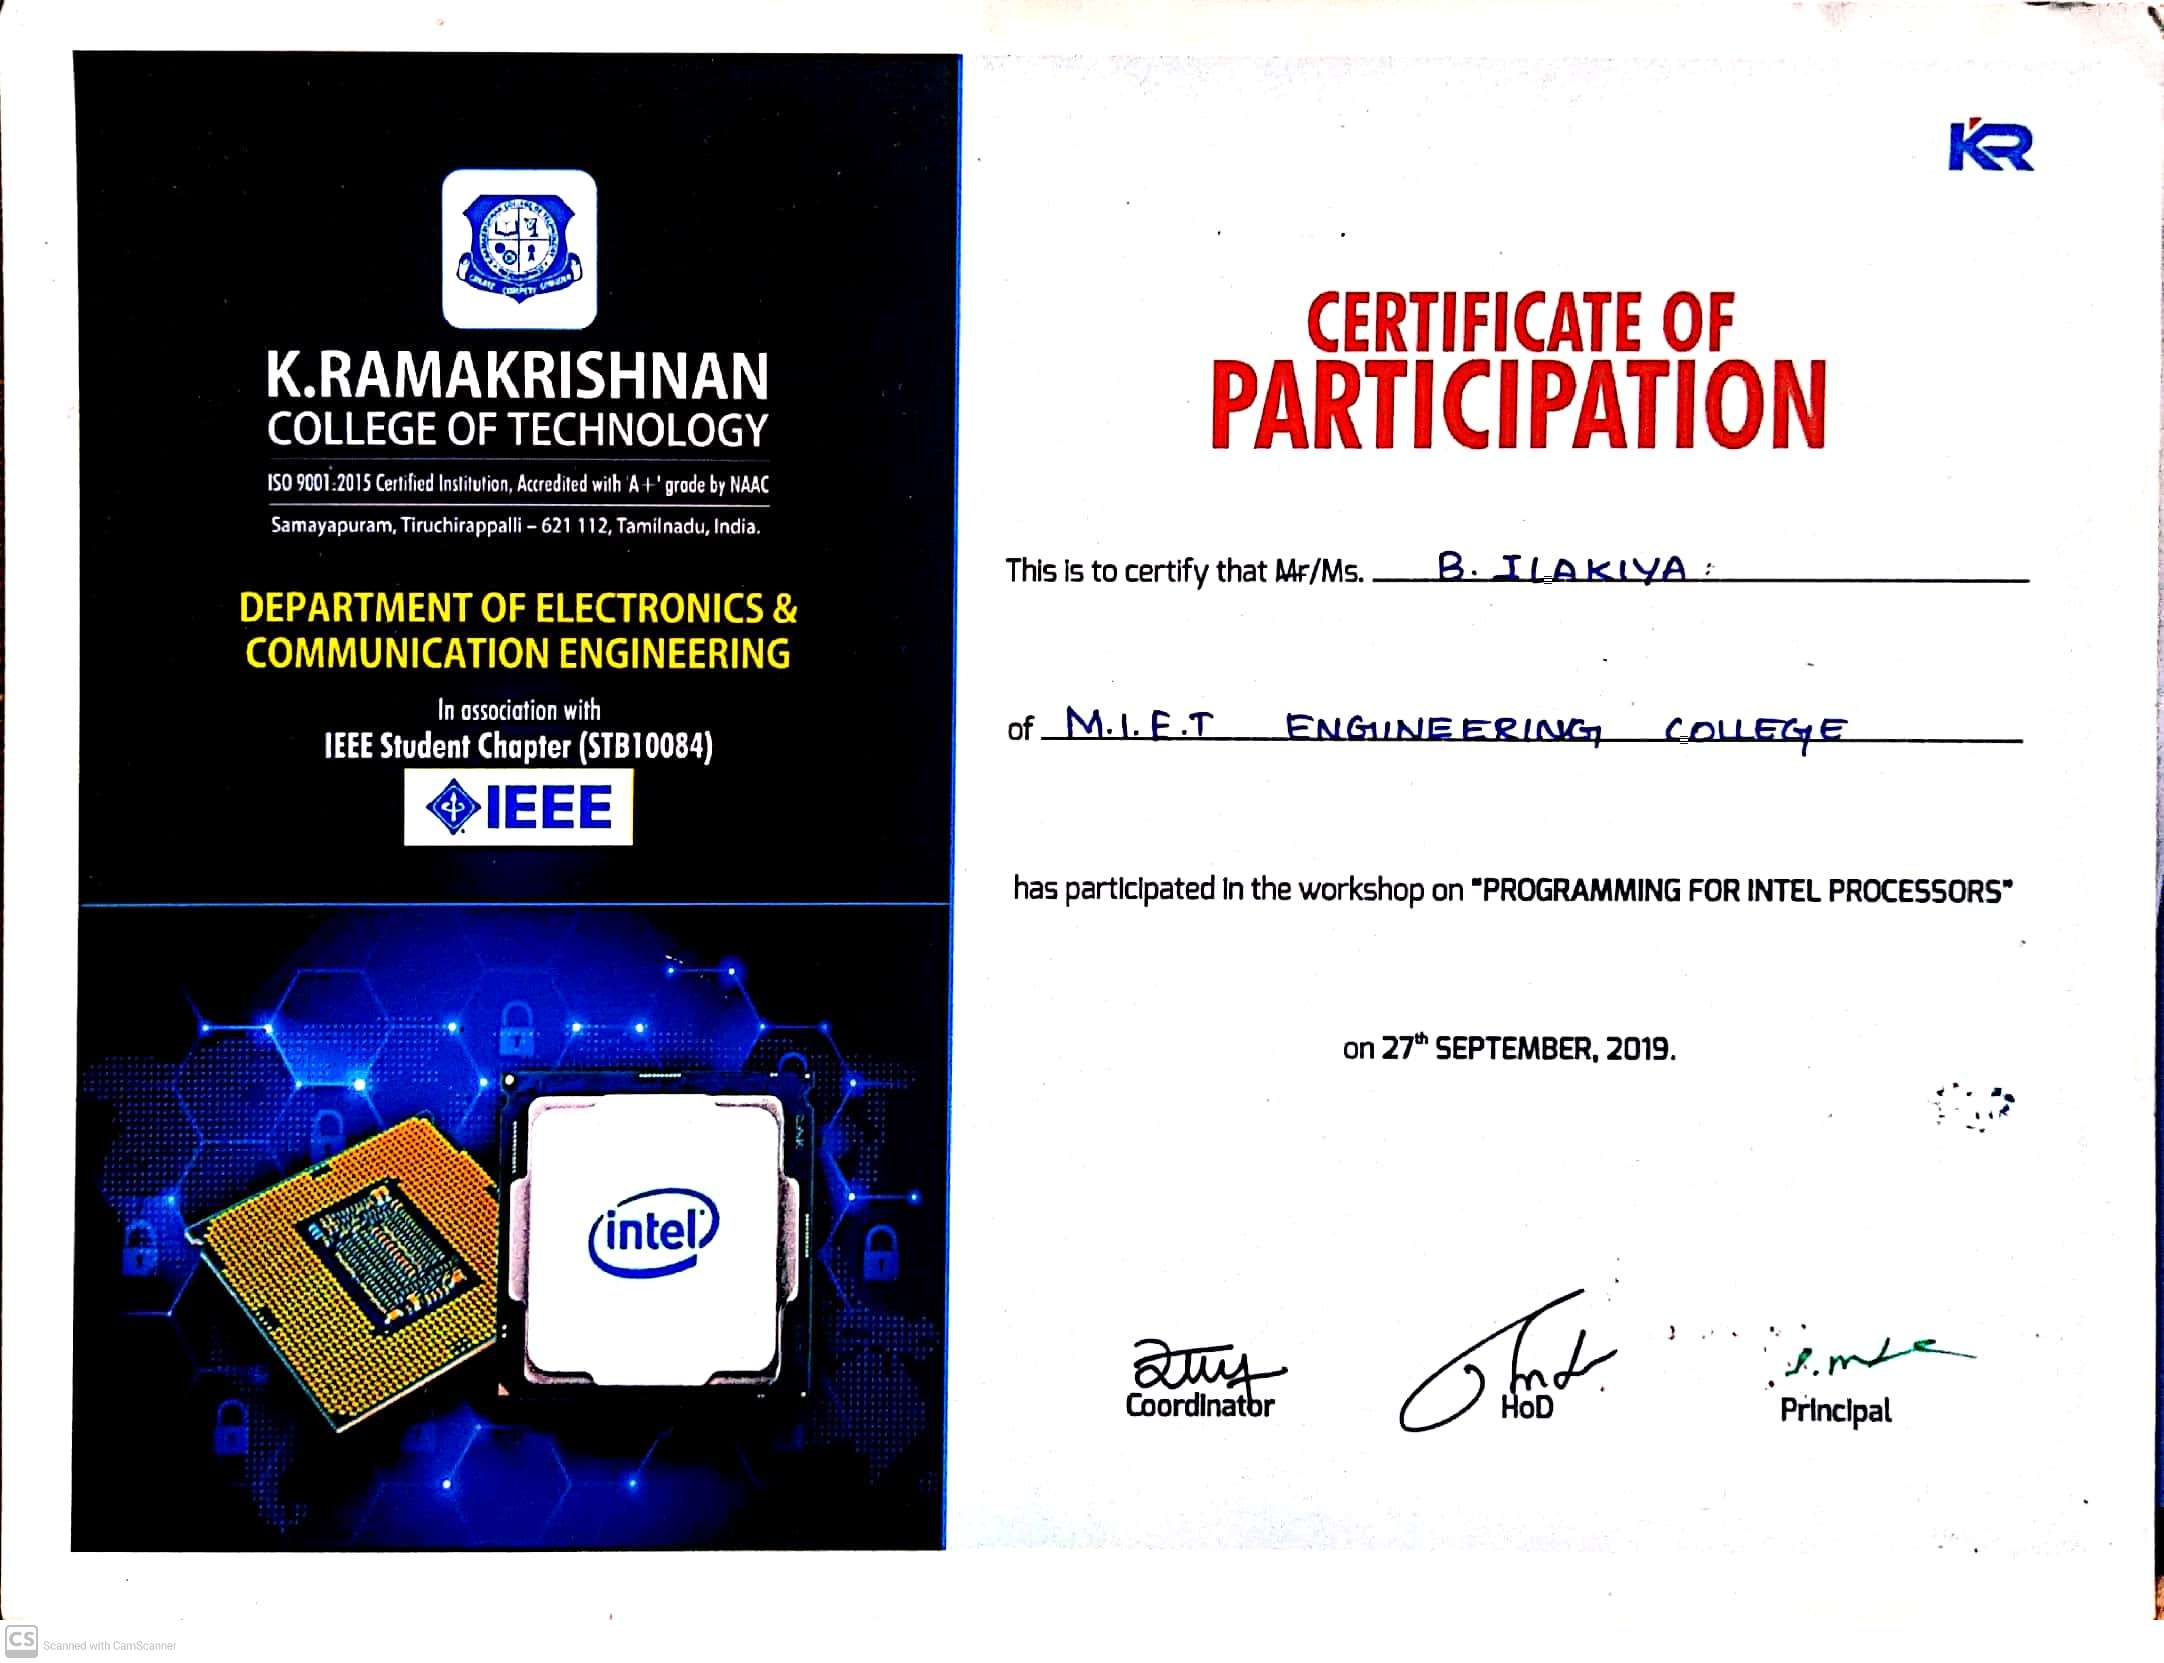 K.RAMAKRISHNAN
COLLEGE OF TECHNOLOGY
ISO 9001:2015 Certified Institution, Accredited with 'A+' grade by NAAC
Samayapuram, Tiruchirappalli – 621 112, Tamilnadu, India.
DEPARTMENT OF ELECTRONICS &
COMMUNICATION ENGINEERING
In association with
IEEE Student Chapter (STB10084)
IEEE
intel
KR
CERTIFICATE OF
PARTICIPATION
This is to certify that Mr/Ms. B. ILAKIYA
of M.I.E.T ENGINEERING COLLEGE
has participated in the workshop on "PROGRAMMING FOR INTEL PROCESSORS"
on 27th SEPTEMBER, 2019.
Coordinator
HoD
Principal
CS Scanned with CamScanner